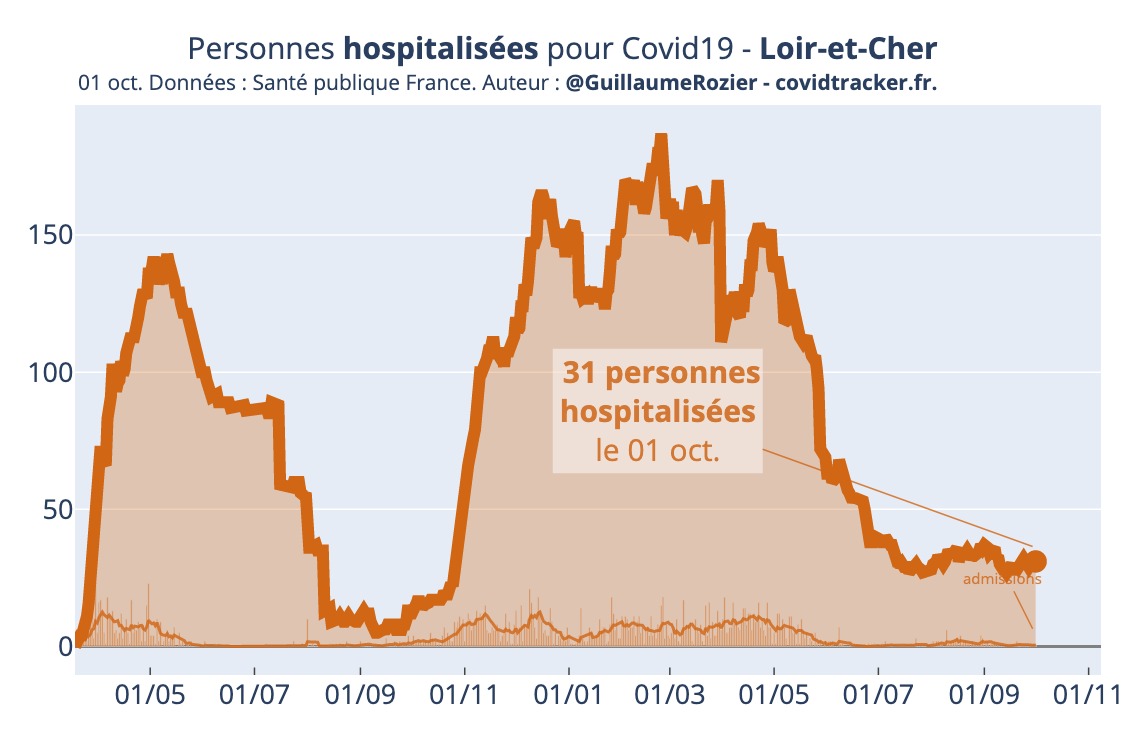 Personnes hospitalisées pour Covid19 - Loir-et-Cher
01 oct. Données : Santé publique France. Auteur : @GuillaumeRozier - covidtracker.fr.
150
100
50
0
31 personnes
hospitalisées
le 01 oct.
admissions
01/05 01/07 01/09 01/11 01/01 01/03 01/05 01/07 01/09 01/11